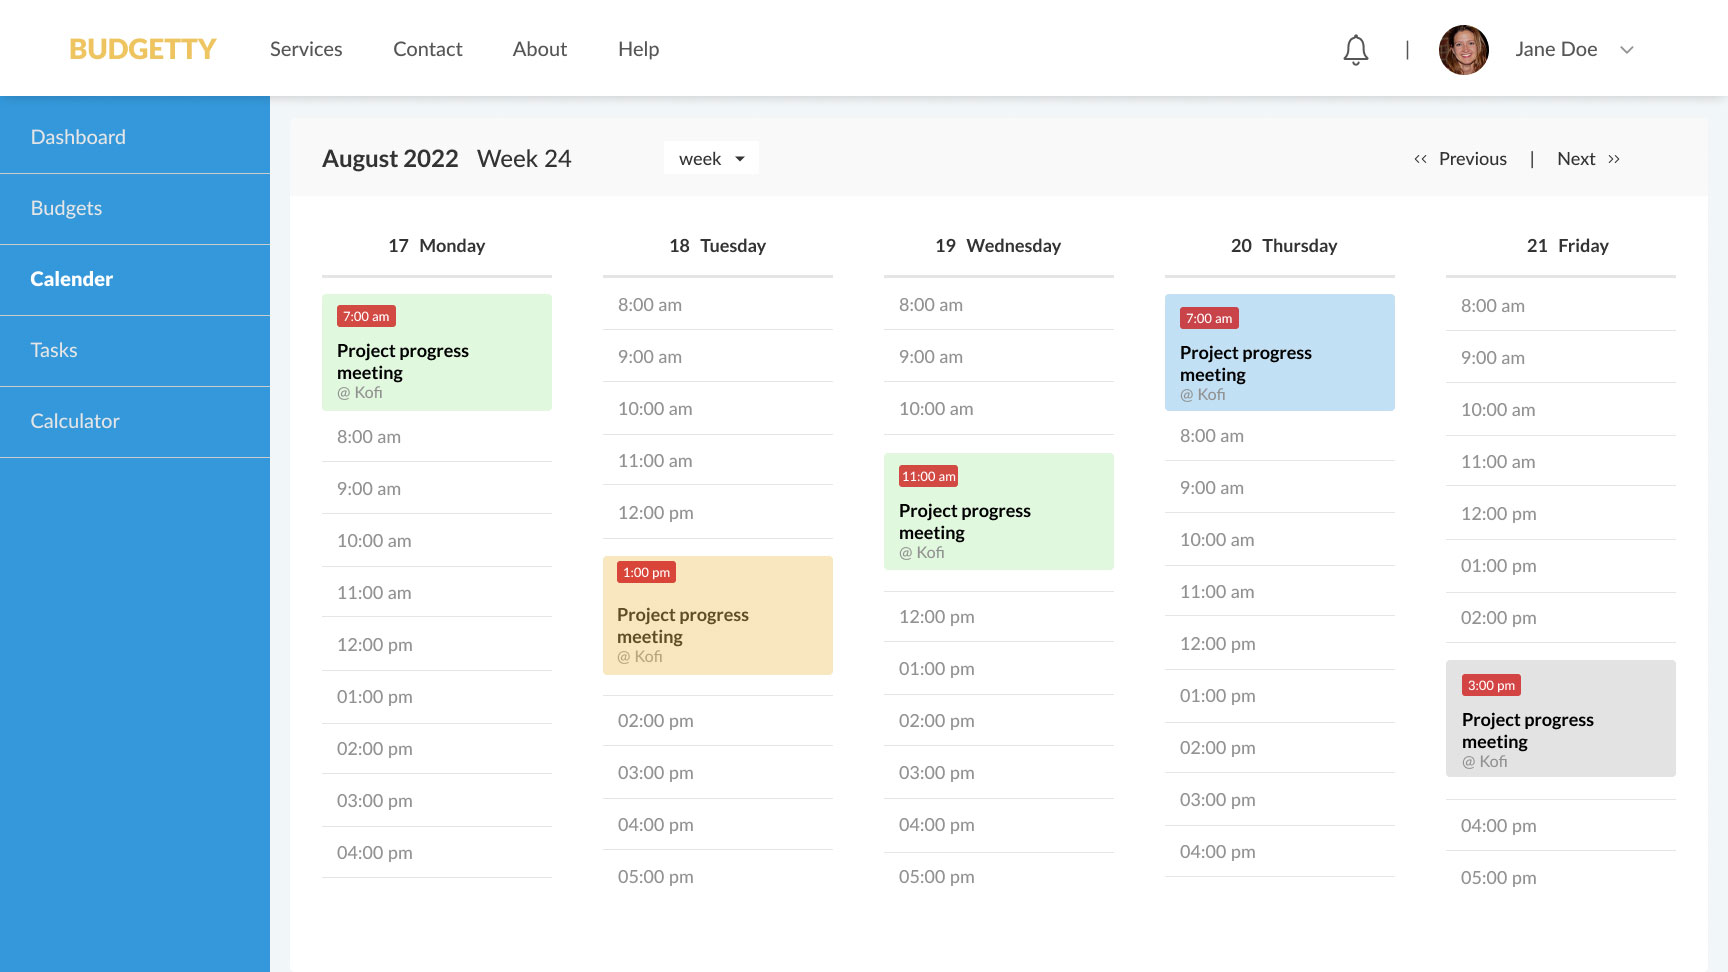 BUDGETTY Services Contact About Help | Jane Doe
Dashboard
Budgets
Calender
Tasks
Calculator
August 2022 Week 24 week Previous | Next
17 Monday
7:00 am
Project progress
meeting
@ Kofi
8:00 am
9:00 am
10:00 am
11:00 am
12:00 pm
01:00 pm
02:00 pm
03:00 pm
04:00 pm
18 Tuesday
8:00 am
9:00 am
10:00 am
11:00 am
12:00 pm
1:00 pm
Project progress
meeting
@ Kofi
02:00 pm
03:00 pm
04:00 pm
05:00 pm
19 Wednesday
8:00 am
9:00 am
10:00 am
11:00 am
Project progress
meeting
@ Kofi
12:00 pm
01:00 pm
02:00 pm
03:00 pm
04:00 pm
05:00 pm
20 Thursday
7:00 am
Project progress
meeting
@ Kofi
8:00 am
9:00 am
10:00 am
11:00 am
12:00 pm
01:00 pm
02:00 pm
03:00 pm
04:00 pm
21 Friday
8:00 am
9:00 am
10:00 am
11:00 am
12:00 pm
01:00 pm
02:00 pm
3:00 pm
Project progress
meeting
@ Kofi
04:00 pm
05:00 pm